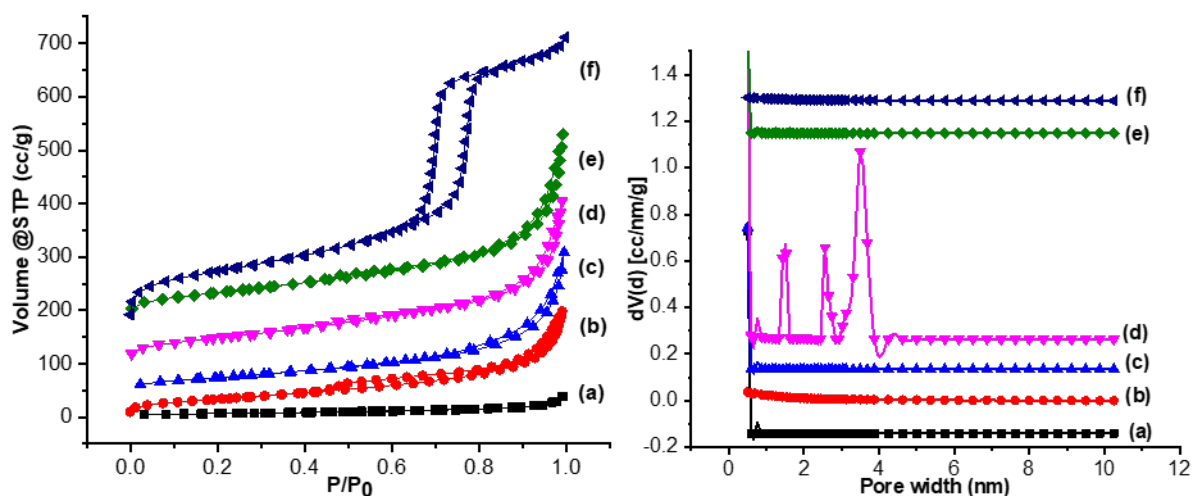 Volume @STP (cc/g)
700
600
500
400
300
200
100
0
0.0 0.2 0.4 0.6 0.8 1.0
P/P0
(f)
(e)
(d)
(c)
(b)
(a)
dV(d) [cc/nm/g]
1.4
1.2
1.0
0.8
0.6
0.4
0.2
0.0
-0.2
0 2 4 6 8 10
Pore width (nm)
(f)
(e)
(d)
(c)
(b)
(a)